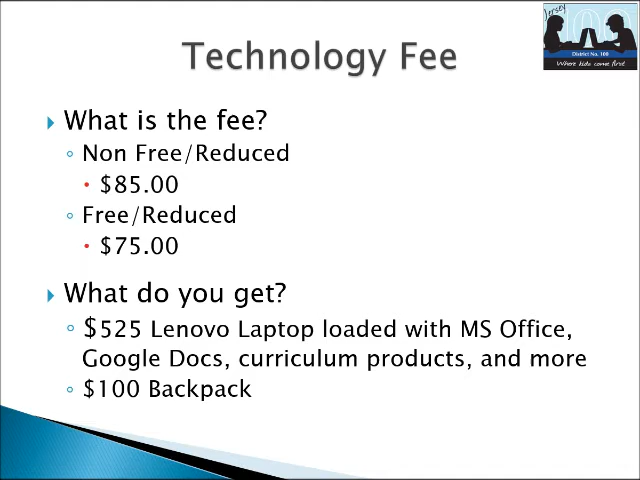 Jersey
100
District No. 100
Where kids come first
Technology Fee
What is the fee?
Non Free/Reduced
$85.00
Free/Reduced
$75.00
What do you get?
$525 Lenovo Laptop loaded with MS Office,
Google Docs, curriculum products, and more
$100 Backpack